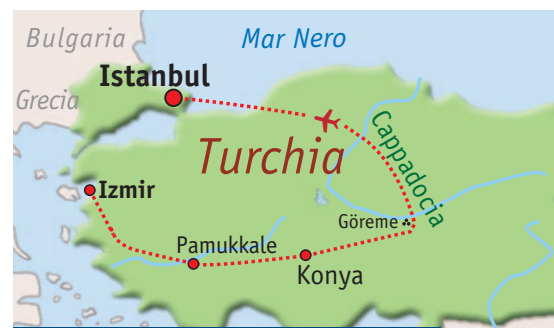 Bulgaria
Mar Nero
Istanbul
Grecia
Turchia
Cappadocia
Izmir
Göreme
Pamukkale
Konya